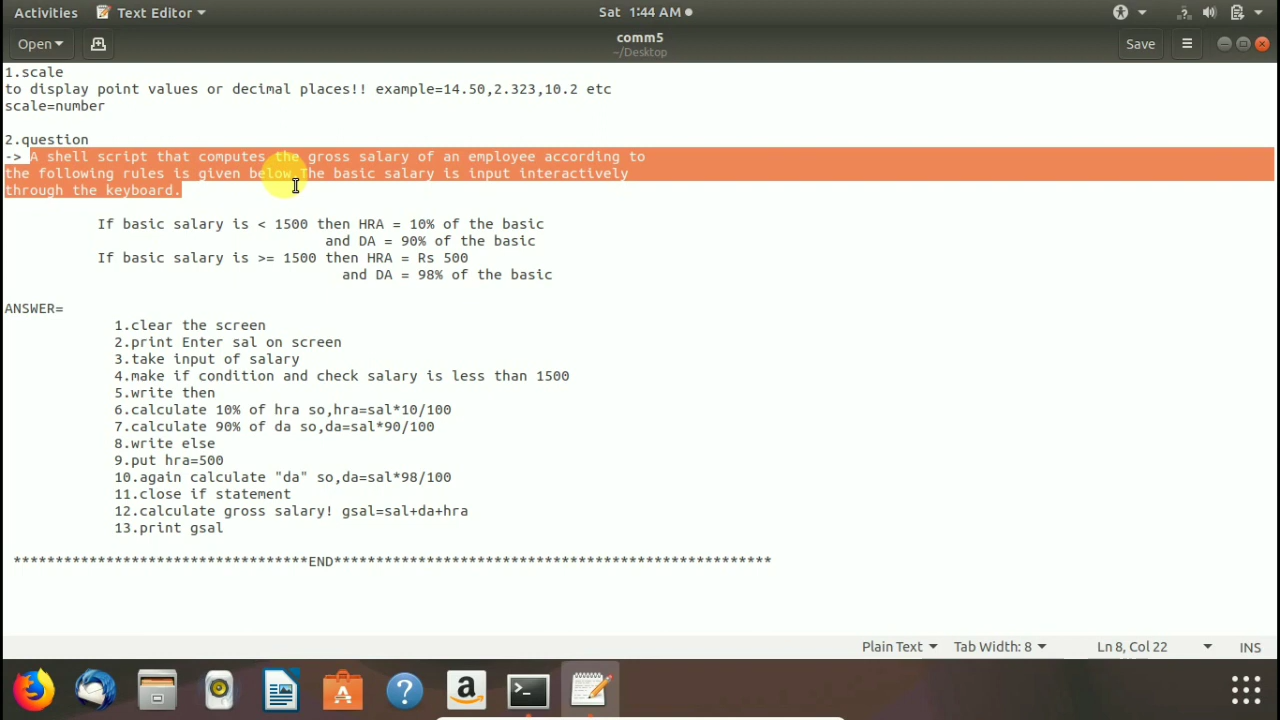 Activities Text Editor Sat 1:44 AM
Open comm5 Save
~/Desktop
1.scale
to display point values or decimal places!! example=14.50,2.323,10.2 etc
scale=number
2.question
-> A shell script that computes the gross salary of an employee according to
the following rules is given below.The basic salary is input interactively
through the keyboard.
If basic salary is < 1500 then HRA = 10% of the basic
and DA = 90% of the basic
If basic salary is >= 1500 then HRA = Rs 500
and DA = 98% of the basic
ANSWER=
1.clear the screen
2.print Enter sal on screen
3.take input of salary
4.make if condition and check salary is less than 1500
5.write then
6.calculate 10% of hra so,hra=sal*10/100
7.calculate 90% of da so,da=sal*90/100
8.write else
9.put hra=500
10.again calculate "da" so,da=sal*98/100
11.close if statement
12.calculate gross salary! gsal=sal+da+hra
13.print gsal
***********************************END****************************************************
Plain Text Tab Width: 8 Ln 8, Col 22 INS